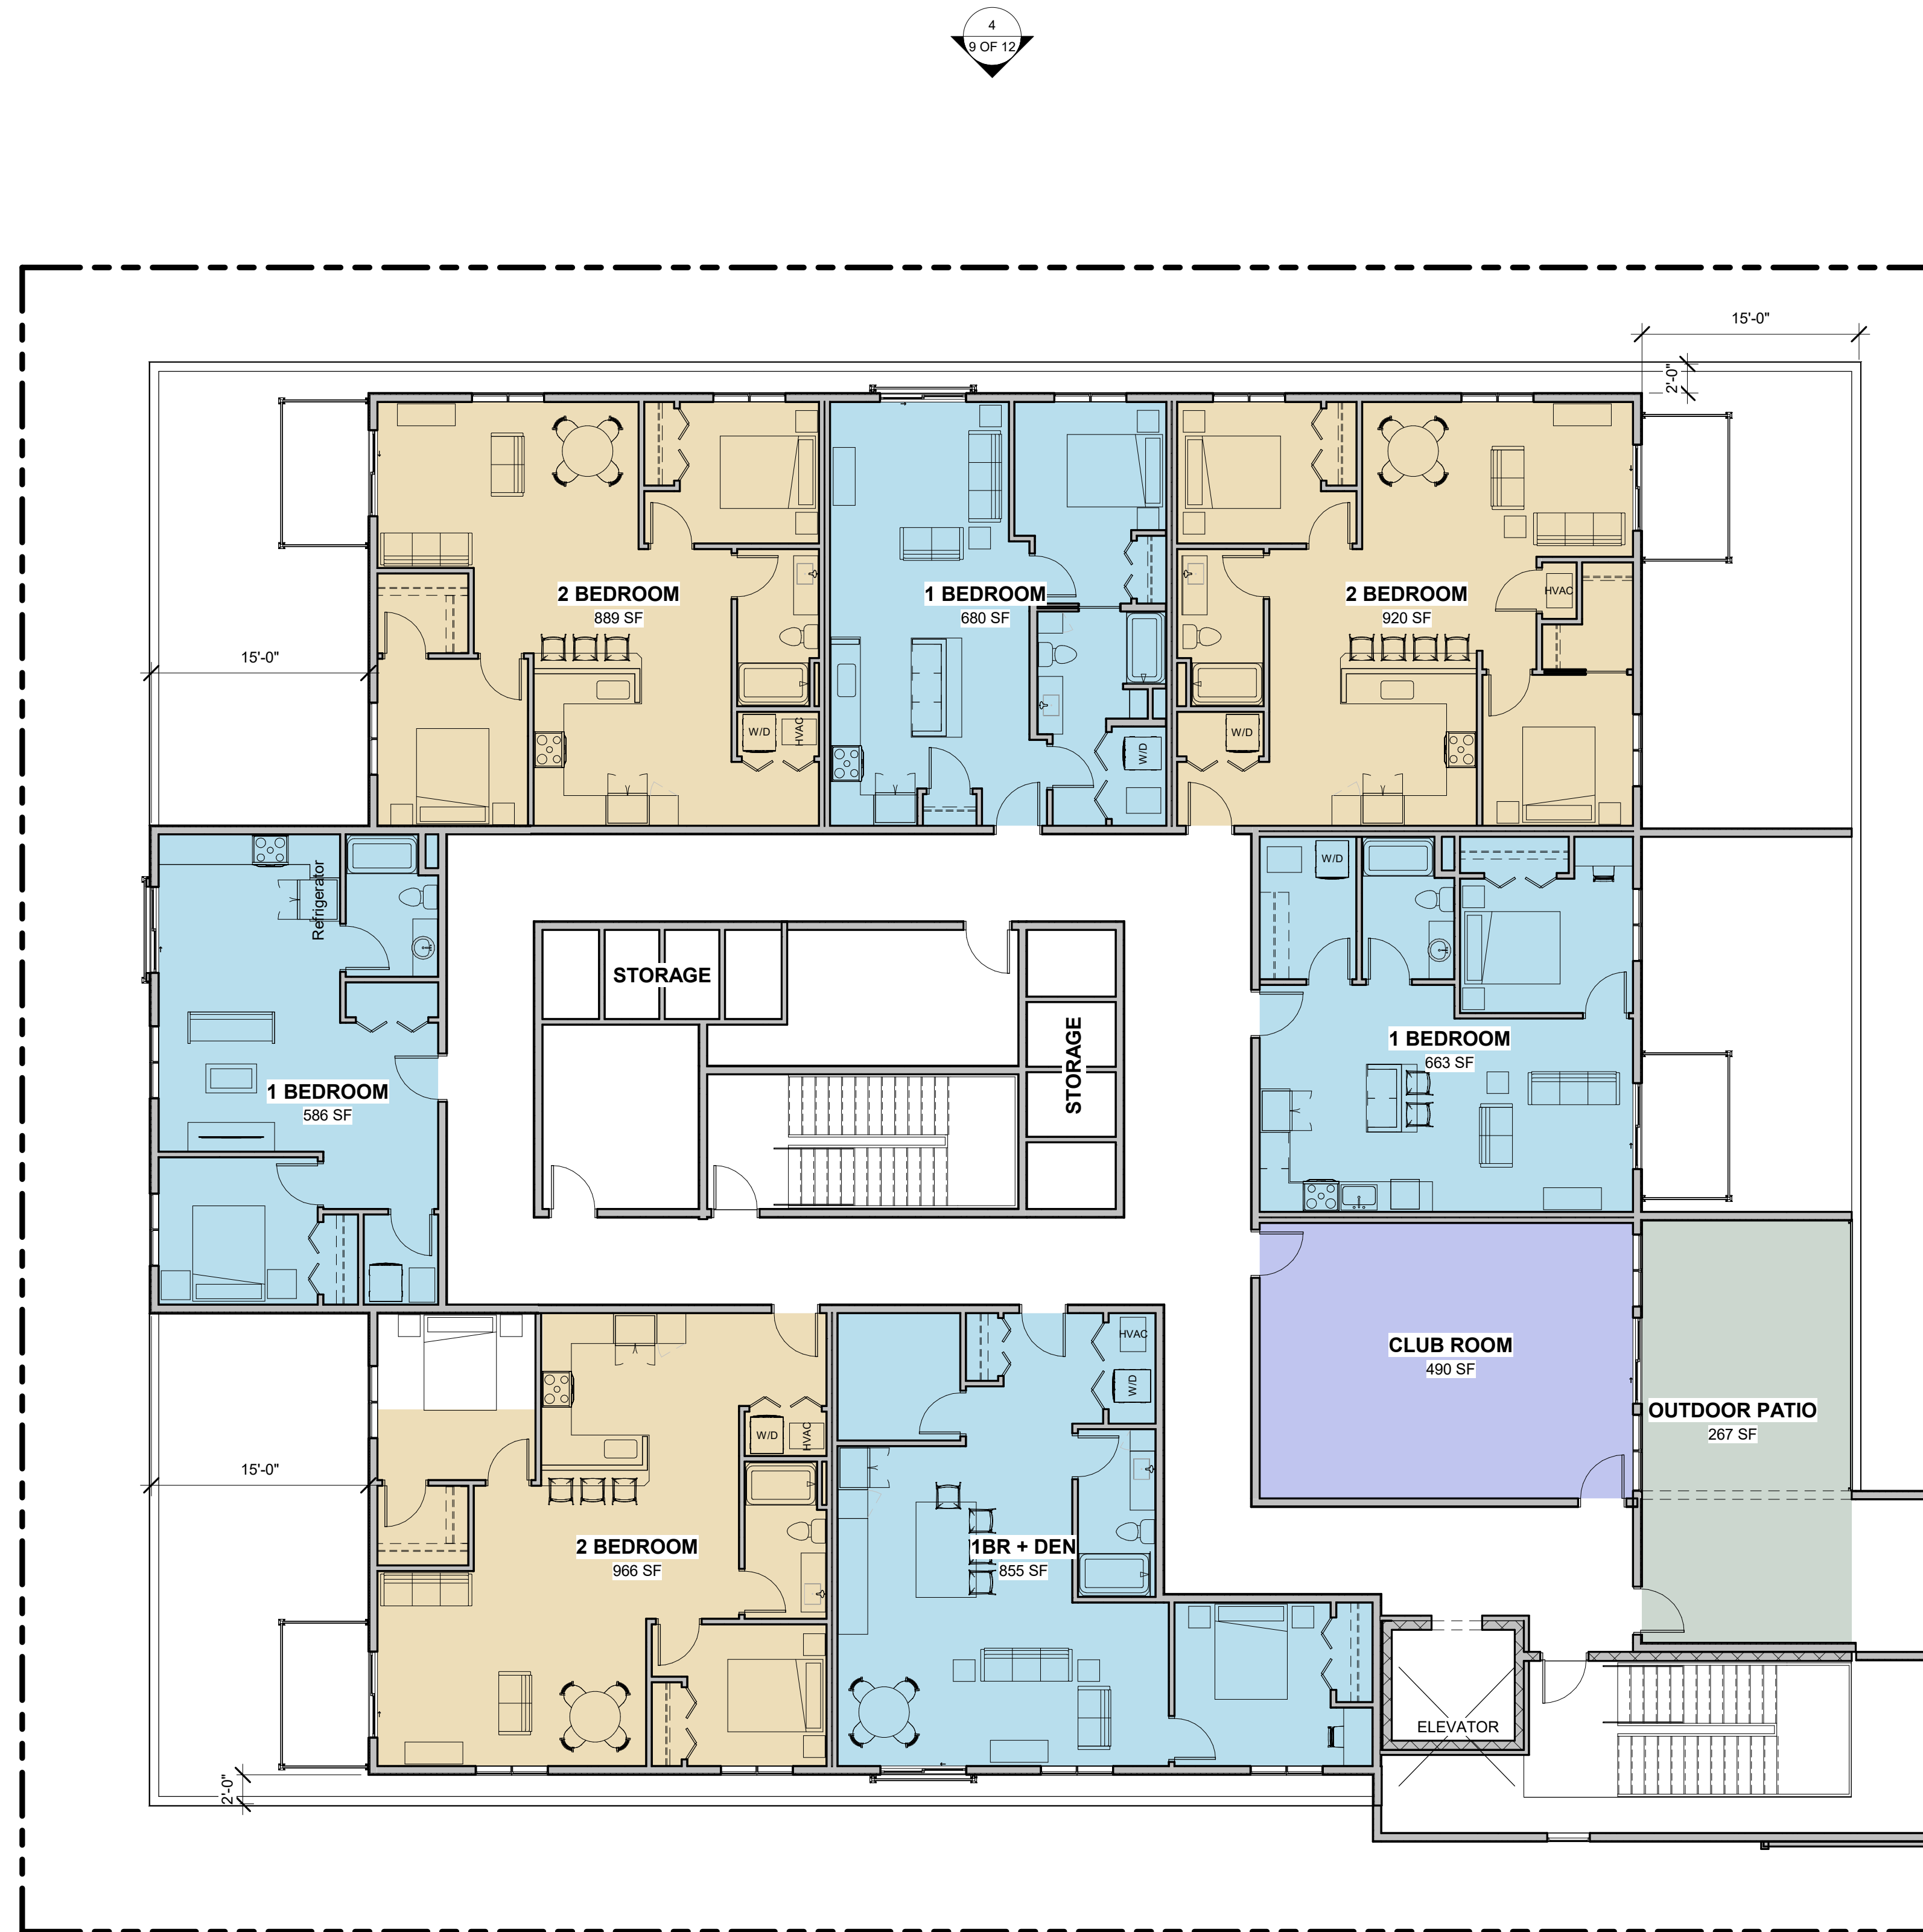 4
9 OF 12
15'-0"
2'-0"
2 BEDROOM
889 SF
1 BEDROOM
680 SF
2 BEDROOM
920 SF
HVAC
15'-0"
W/D
HVAC
W/D
W/D
Refrigerator
W/D
STORAGE
STORAGE
1 BEDROOM
663 SF
1 BEDROOM
586 SF
HVAC
W/D
CLUB ROOM
490 SF
OUTDOOR PATIO
267 SF
W/D
HVAC
15'-0"
2 BEDROOM
966 SF
1BR + DEN
855 SF
ELEVATOR
2'-0"